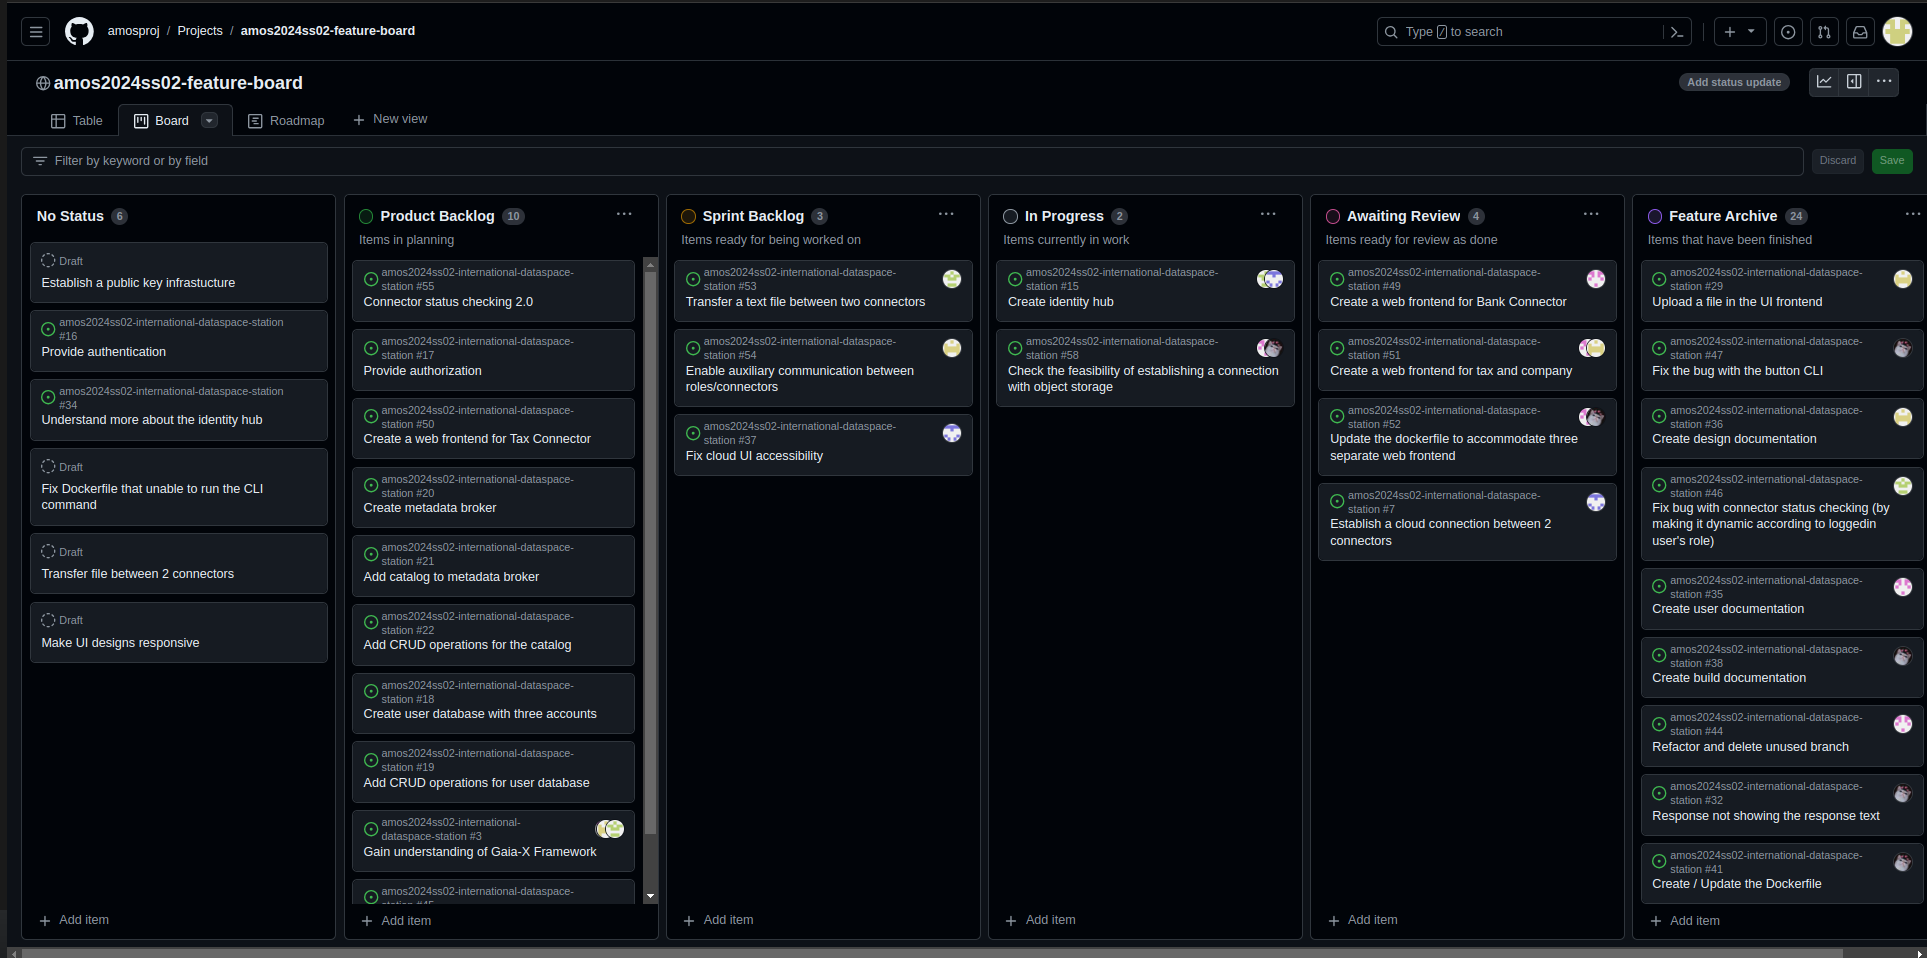 amosproj / Projects / amos2024ss02-feature-board
Type / to search
amos2024ss02-feature-board
Add status update
Table
Board
Roadmap
New view
Filter by keyword or by field
Discard
Save
No Status 6
Draft
Establish a public key infrastucture
amos2024ss02-international-dataspace-station
#16
Provide authentication
amos2024ss02-international-dataspace-station
#34
Understand more about the identity hub
Draft
Fix Dockerfile that unable to run the CLI
command
Draft
Transfer file between 2 connectors
Draft
Make UI designs responsive
Add item
Product Backlog 10
Items in planning
amos2024ss02-international-dataspace-
station #55
Connector status checking 2.0
amos2024ss02-international-dataspace-
station #17
Provide authorization
amos2024ss02-international-dataspace-
station #50
Create a web frontend for Tax Connector
amos2024ss02-international-dataspace-
station #20
Create metadata broker
amos2024ss02-international-dataspace-
station #21
Add catalog to metadata broker
amos2024ss02-international-dataspace-
station #22
Add CRUD operations for the catalog
amos2024ss02-international-dataspace-
station #18
Create user database with three accounts
amos2024ss02-international-dataspace-
station #19
Add CRUD operations for user database
amos2024ss02-international-
dataspace-station #3
Gain understanding of Gaia-X Framework
amos2024ss02-international-dataspace-
Add item
Sprint Backlog 3
Items ready for being worked on
amos2024ss02-international-dataspace-
station #53
Transfer a text file between two connectors
amos2024ss02-international-dataspace-
station #54
Enable auxiliary communication between
roles/connectors
amos2024ss02-international-dataspace-
station #37
Fix cloud UI accessibility
Add item
In Progress 2
Items currently in work
amos2024ss02-international-dataspace-
station #15
Create identity hub
amos2024ss02-international-dataspace-
station #58
Check the feasibility of establishing a connection
with object storage
Add item
Awaiting Review 4
Items ready for review as done
amos2024ss02-international-dataspace-
station #49
Create a web frontend for Bank Connector
amos2024ss02-international-dataspace-
station #51
Create a web frontend for tax and company
amos2024ss02-international-dataspace-
station #52
Update the dockerfile to accommodate three
separate web frontend
amos2024ss02-international-dataspace-
station #7
Establish a cloud connection between 2
connectors
Add item
Feature Archive 24
Items that have been finished
amos2024ss02-international-dataspace-
station #29
Upload a file in the UI frontend
amos2024ss02-international-dataspace-
station #47
Fix the bug with the button CLI
amos2024ss02-international-dataspace-
station #36
Create design documentation
amos2024ss02-international-dataspace-
station #46
Fix bug with connector status checking (by
making it dynamic according to loggedin
user's role)
amos2024ss02-international-dataspace-
station #35
Create user documentation
amos2024ss02-international-dataspace-
station #38
Create build documentation
amos2024ss02-international-dataspace-
station #44
Refactor and delete unused branch
amos2024ss02-international-dataspace-
station #32
Response not showing the response text
amos2024ss02-international-dataspace-
station #41
Create / Update the Dockerfile
Add item